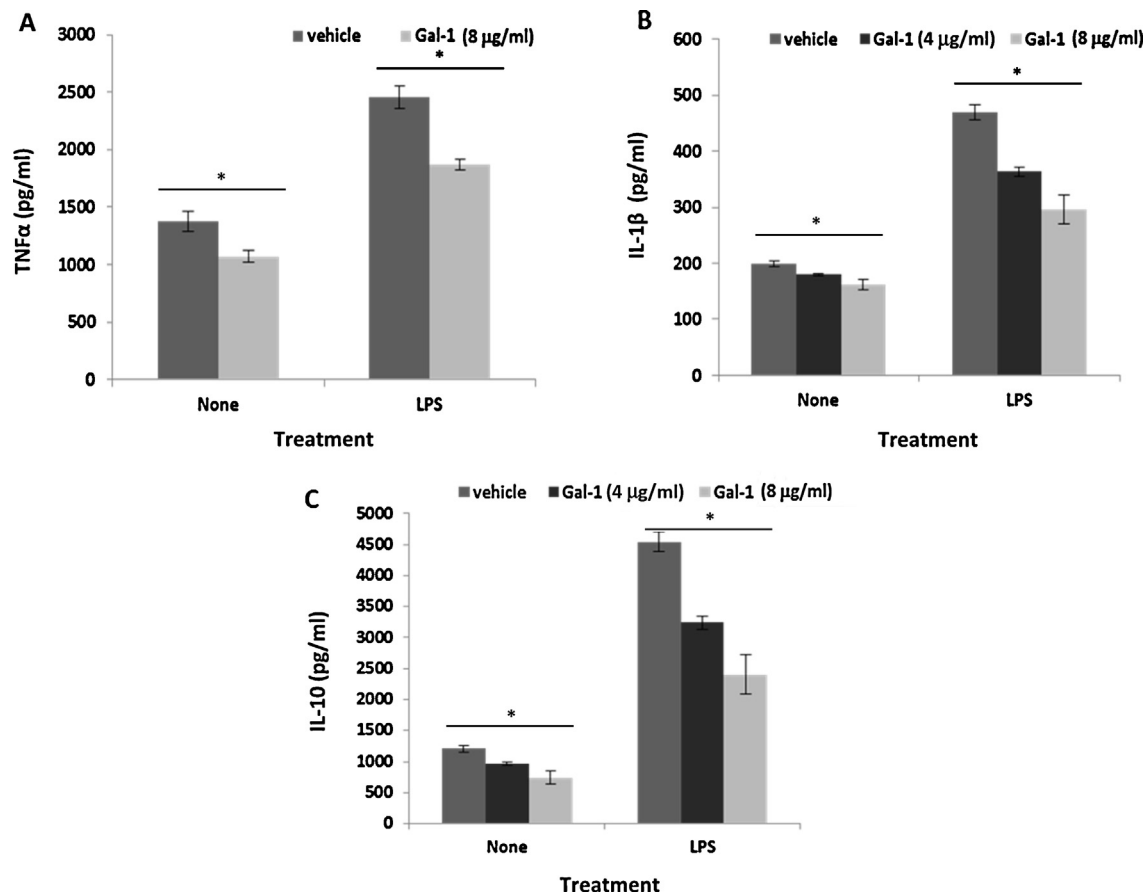 A
vehicle Gal-1 (8 µg/ml)
TNFα (pg/ml)
3000
2500
2000
1500
1000
500
0
*
*
None LPS
Treatment
B
vehicle Gal-1 (4 µg/ml) Gal-1 (8 µg/ml)
IL-1β (pg/ml)
600
500
400
300
200
100
0
*
*
None LPS
Treatment
C
vehicle Gal-1 (4 µg/ml) Gal-1 (8 µg/ml)
IL-10 (pg/ml)
5000
4500
4000
3500
3000
2500
2000
1500
1000
500
0
*
*
None LPS
Treatment